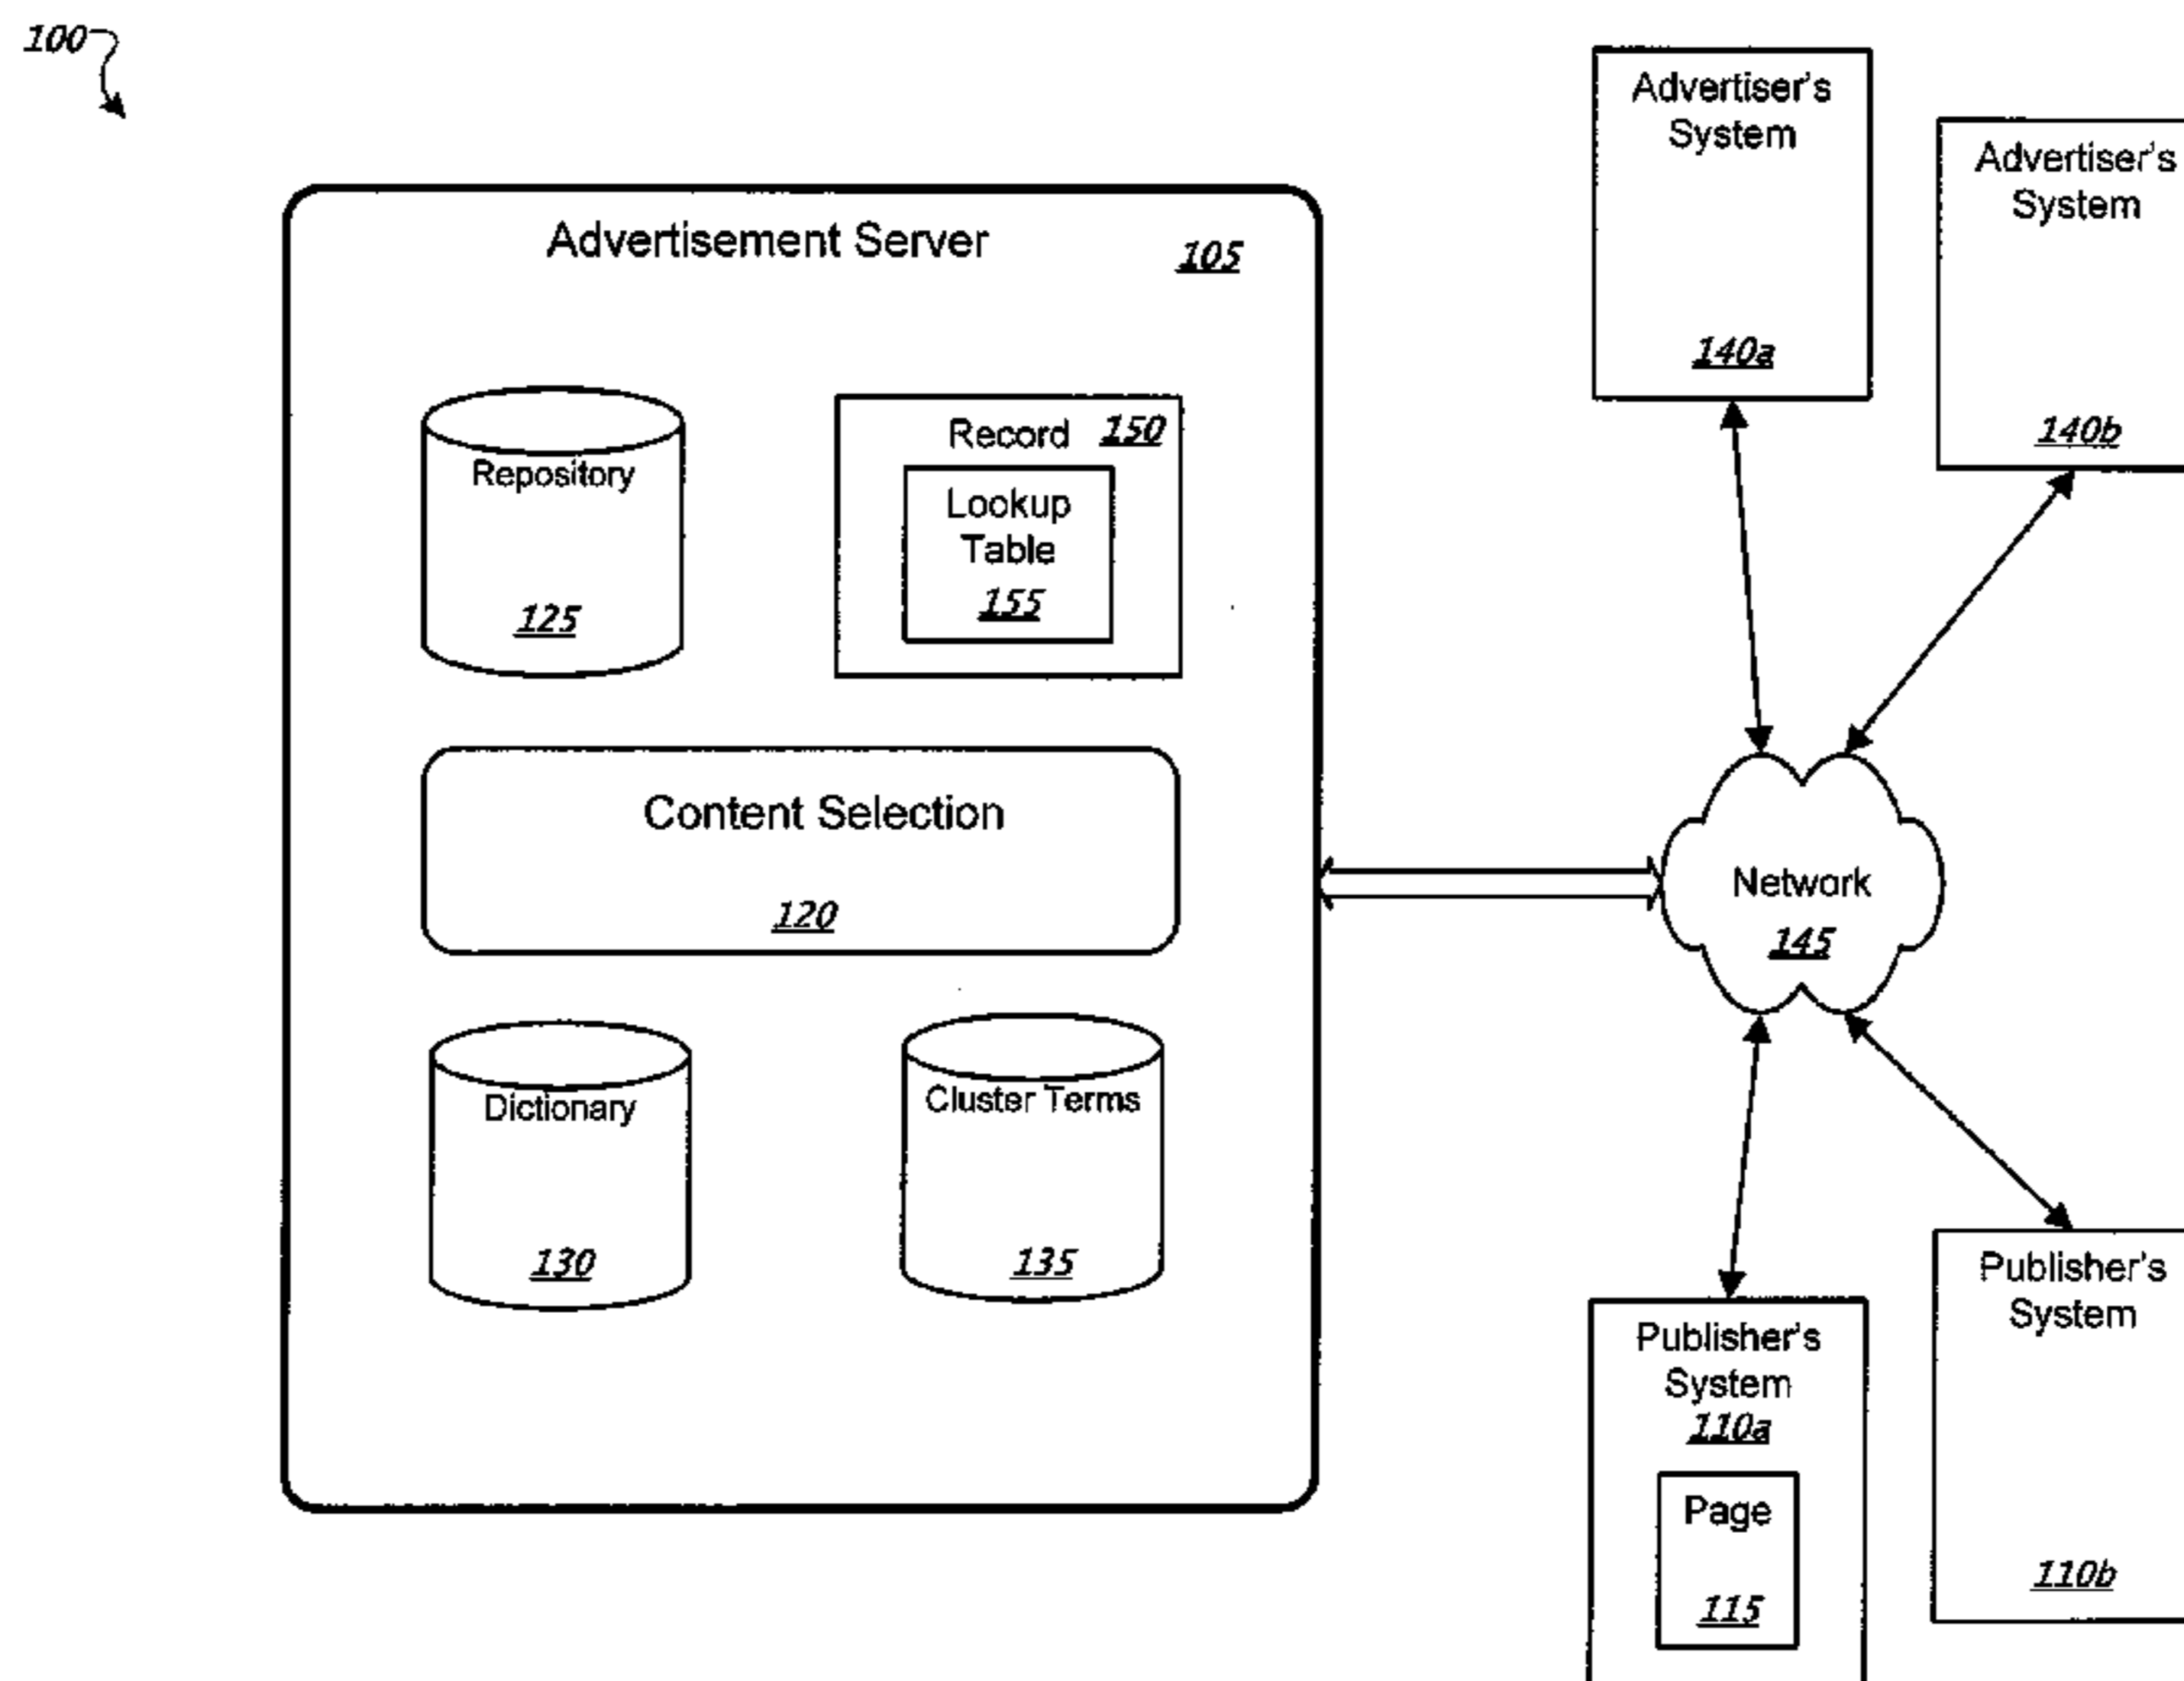 100
Advertisement Server
105
Repository
125
Record 150
Lookup
Table
155
Content Selection
120
Dictionary
130
Cluster Terms
135
Advertiser's
System
140a
Advertiser's
System
140b
Network
145
Publisher's
System
110a
Page
115
Publisher's
System
110b